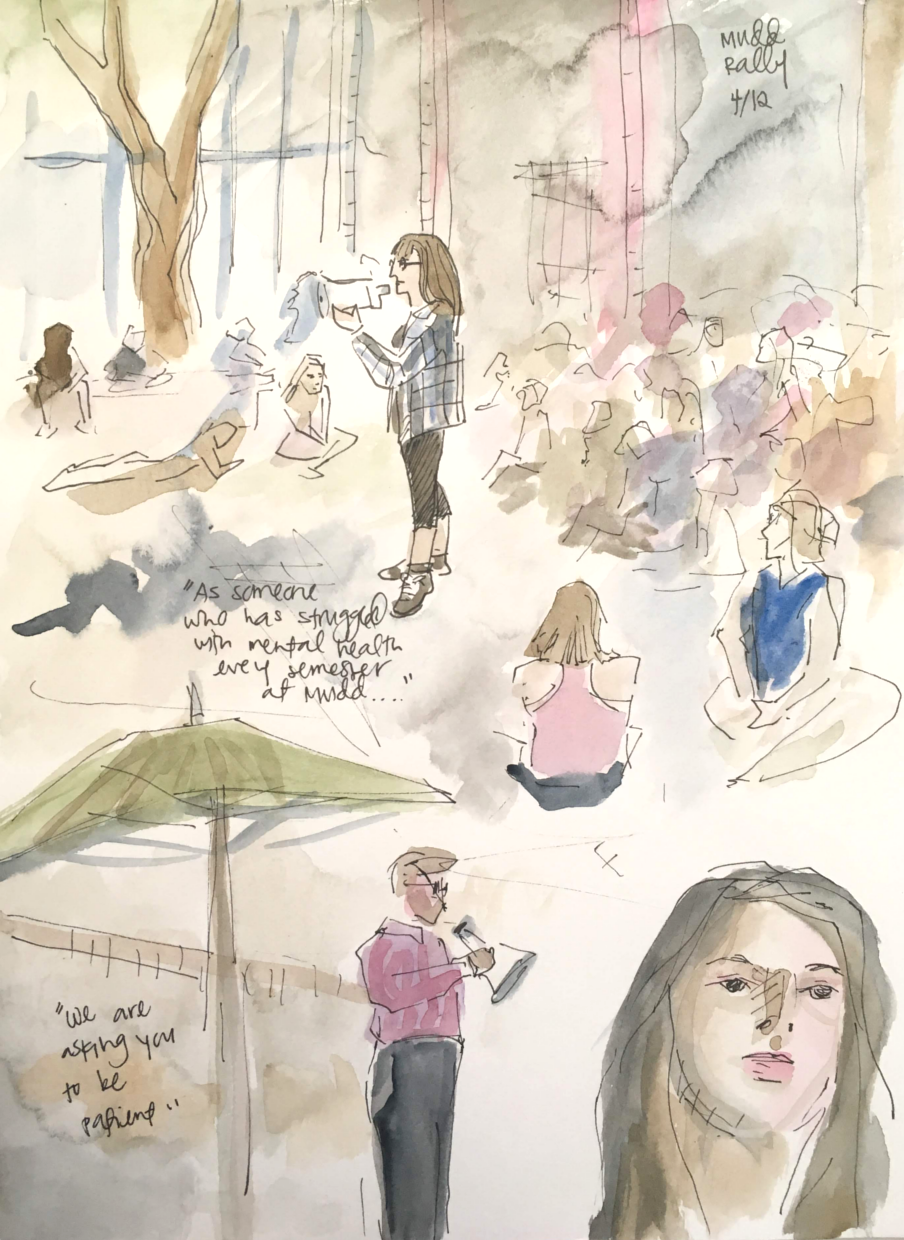 Mudd
Rally
4/12
"As someone
who has struggled
with mental health
every semester
at Mudd...."
"We are
asking you
to be
patient"